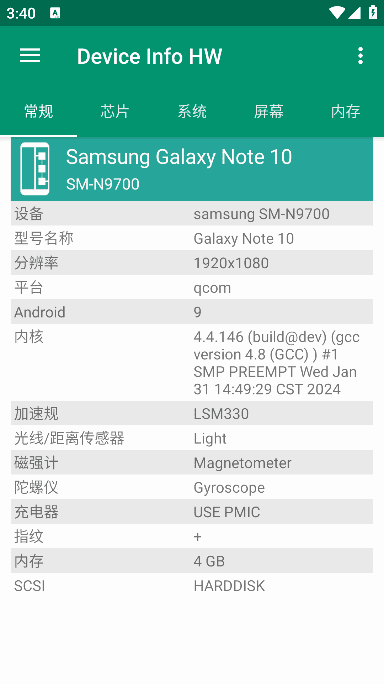 3:40 A
Device Info HW
常规 芯片 系统 屏幕 内存
Samsung Galaxy Note 10
SM-N9700
设备 samsung SM-N9700
型号名称 Galaxy Note 10
分辨率 1920x1080
平台 qcom
Android 9
内核 4.4.146 (build@dev) (gcc
version 4.8 (GCC) ) #1
SMP PREEMPT Wed Jan
31 14:49:29 CST 2024
加速规 LSM330
光线/距离传感器 Light
磁强计 Magnetometer
陀螺仪 Gyroscope
充电器 USE PMIC
指纹 +
内存 4 GB
SCSI HARDDISK